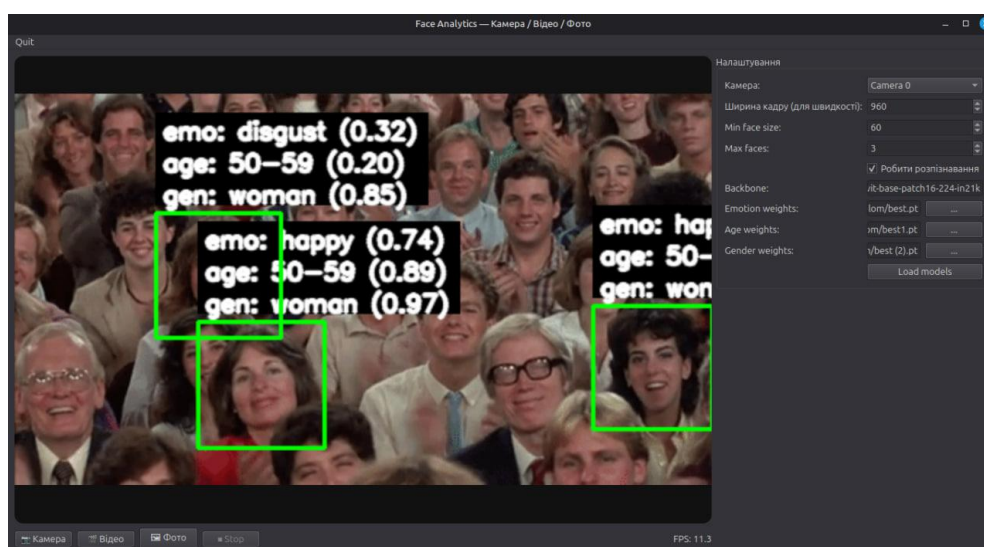 Face Analytics — Камера / Відео / Фото
Quit
emo: disgust (0.32)
age: 50–59 (0.20)
gen: woman (0.85)
emo: happy (0.74)
age: 50–59 (0.89)
gen: woman (0.97)
emo: hap
age: 50–
gen: wom
Налаштування
Камера: Camera 0
Ширина кадру (для швидкості): 960
Min face size: 60
Max faces: 3
✓ Робити розпізнавання
Backbone: vit-base-patch16-224-in21k
Emotion weights: lom/best.pt ...
Age weights: om/best1.pt ...
Gender weights: ı/best (2).pt ...
Load models
Камера Відео Фото Stop
FPS: 11.3